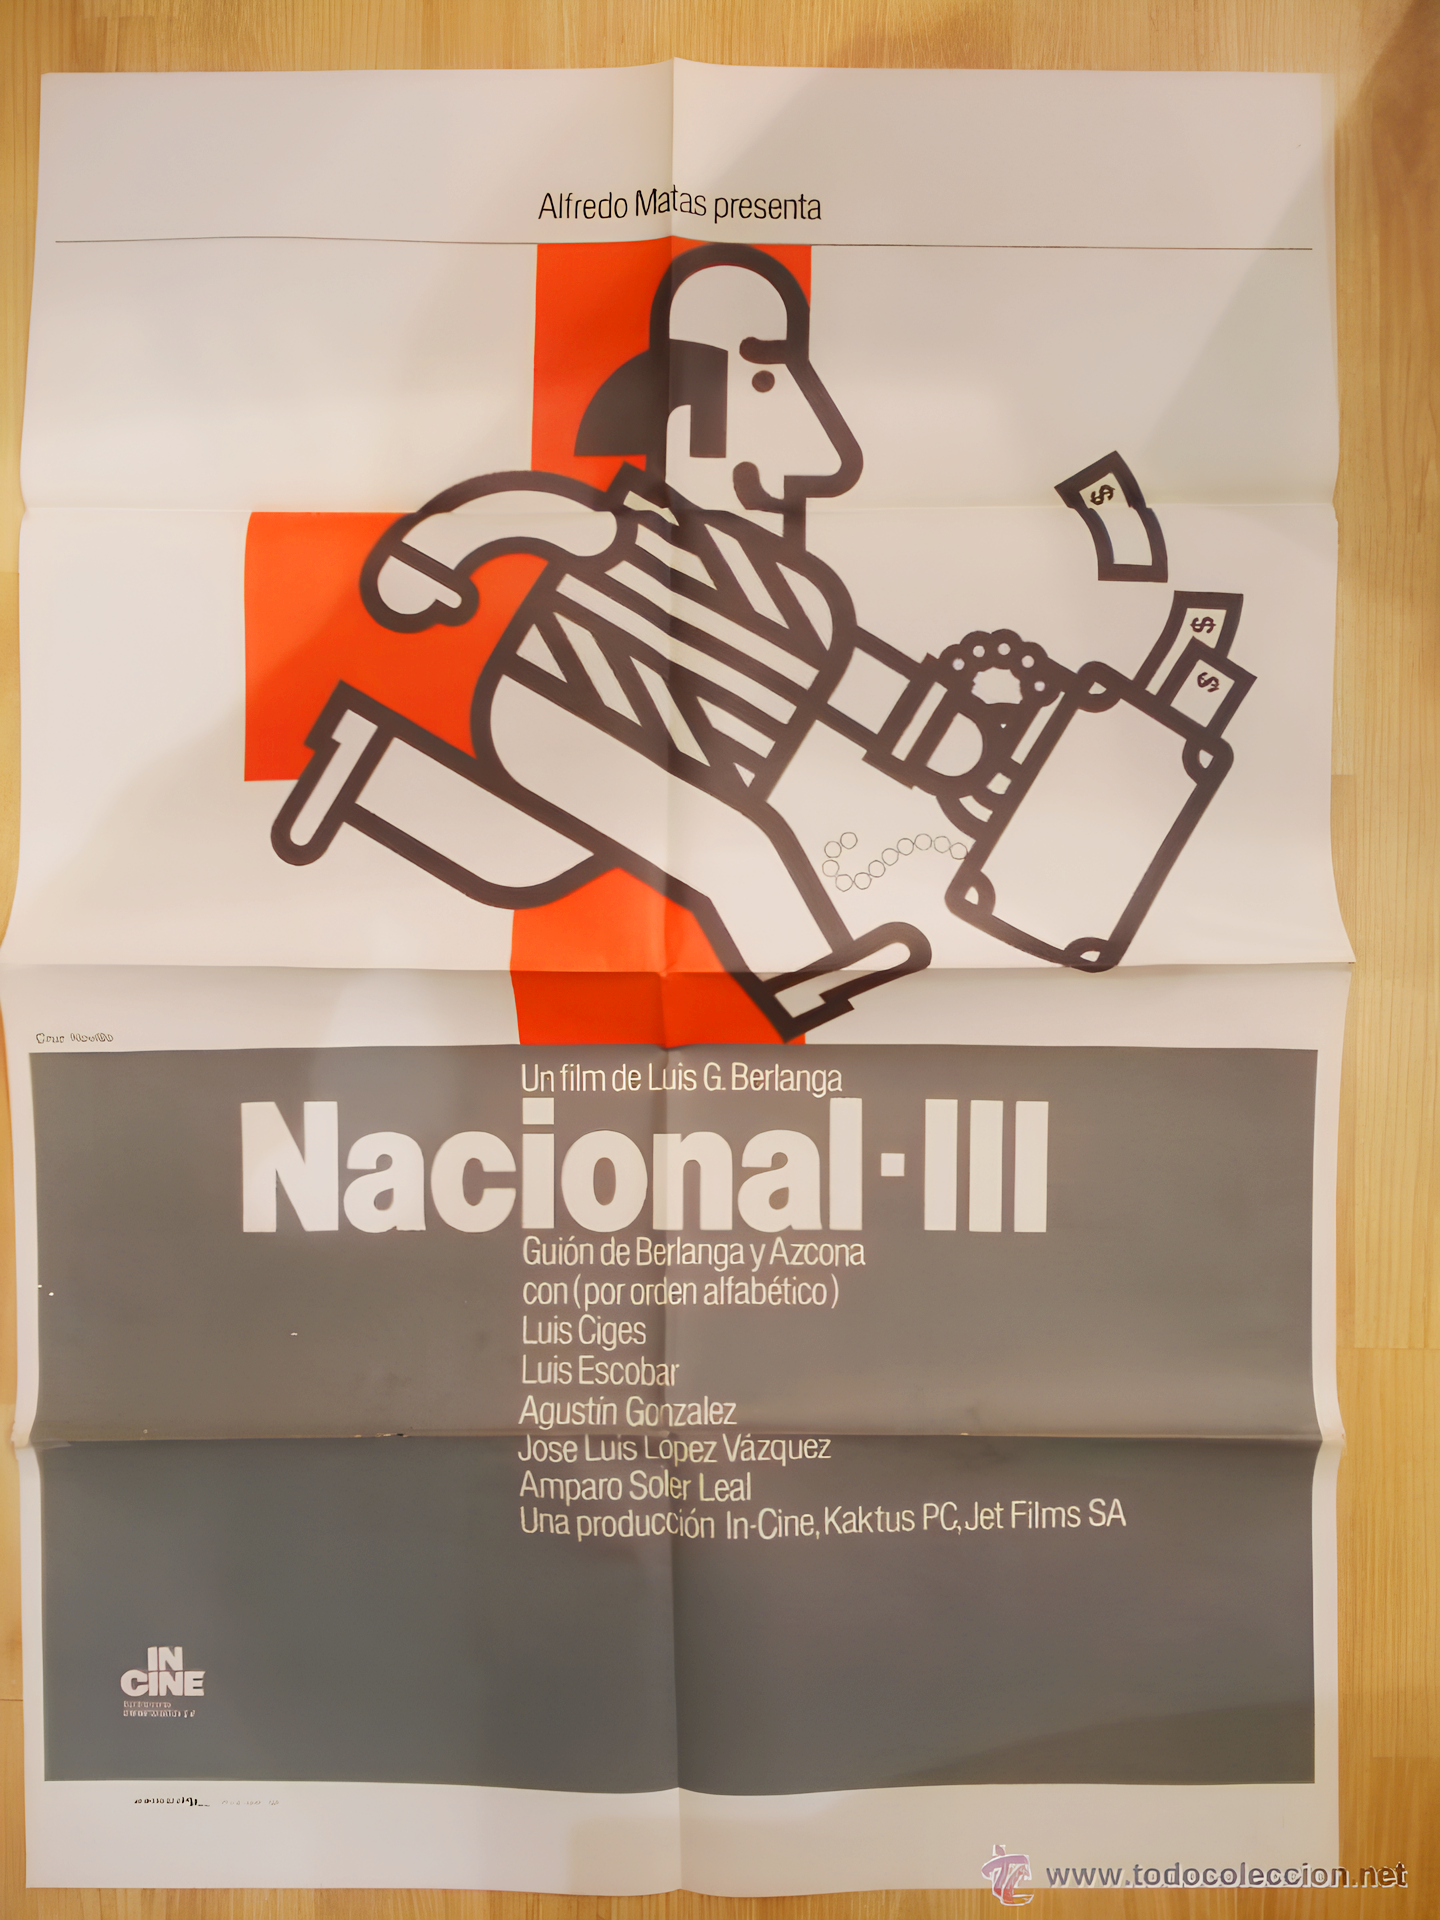 Alfredo Matas presenta
$
$
$
Un film de Luis G. Berlanga
Nacional·III
Guión de Berlanga y Azcona
con (por orden alfabético)
Luis Ciges
Luis Escobar
Agustín Gonzalez
Jose Luis López Vázquez
Amparo Soler Leal
Una producción In-Cine, Kaktus PC, Jet Films SA
IN
CINE
www.todocoleccion.net